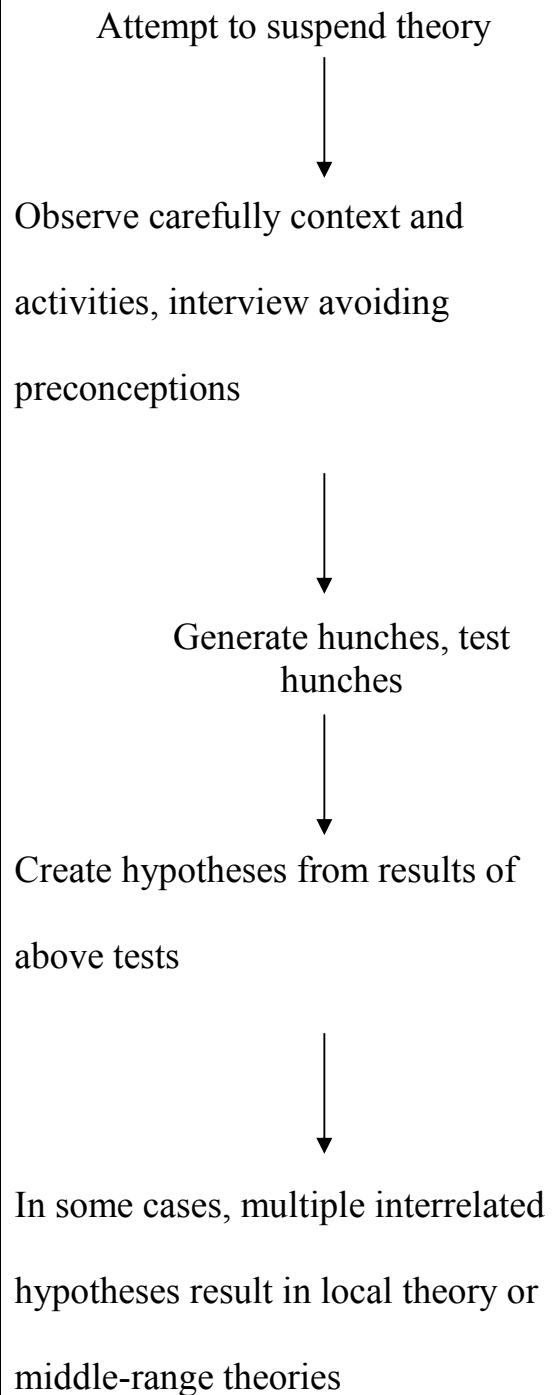 Attempt to suspend theory
Observe carefully context and
activities, interview avoiding
preconceptions
Generate hunches, test
hunches
Create hypotheses from results of
above tests
In some cases, multiple interrelated
hypotheses result in local theory or
middle-range theories